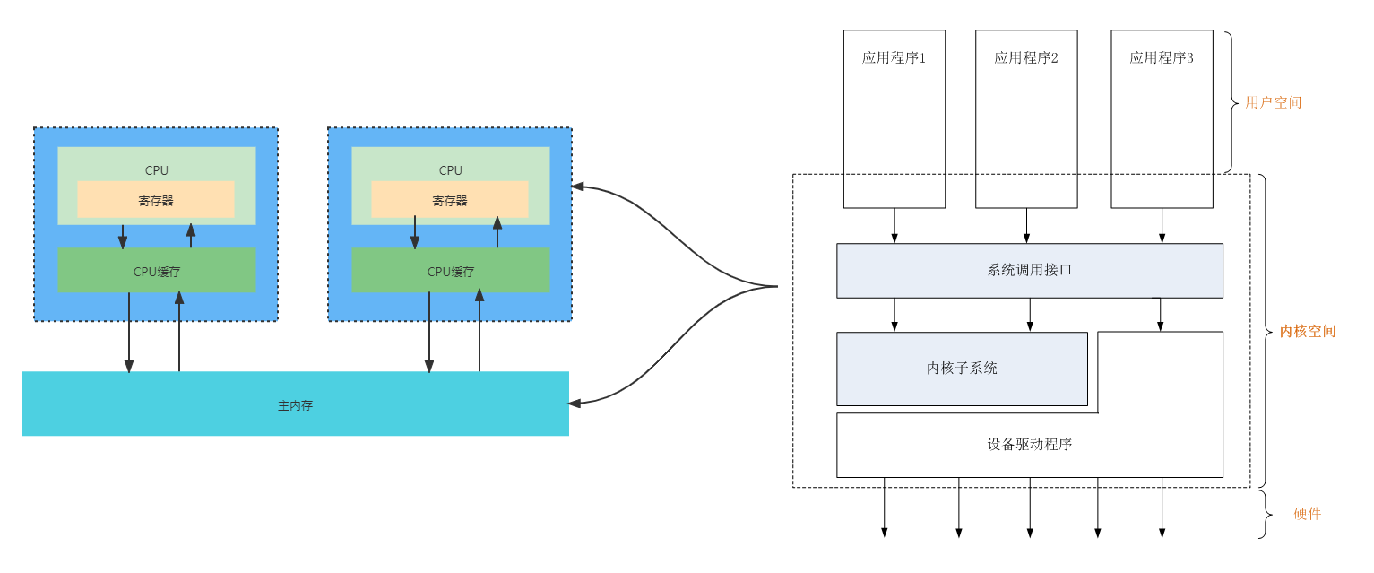 CPU
寄存器
CPU缓存
CPU
寄存器
CPU缓存
主内存
应用程序1
应用程序2
应用程序3
用户空间
系统调用接口
内核子系统
设备驱动程序
内核空间
硬件